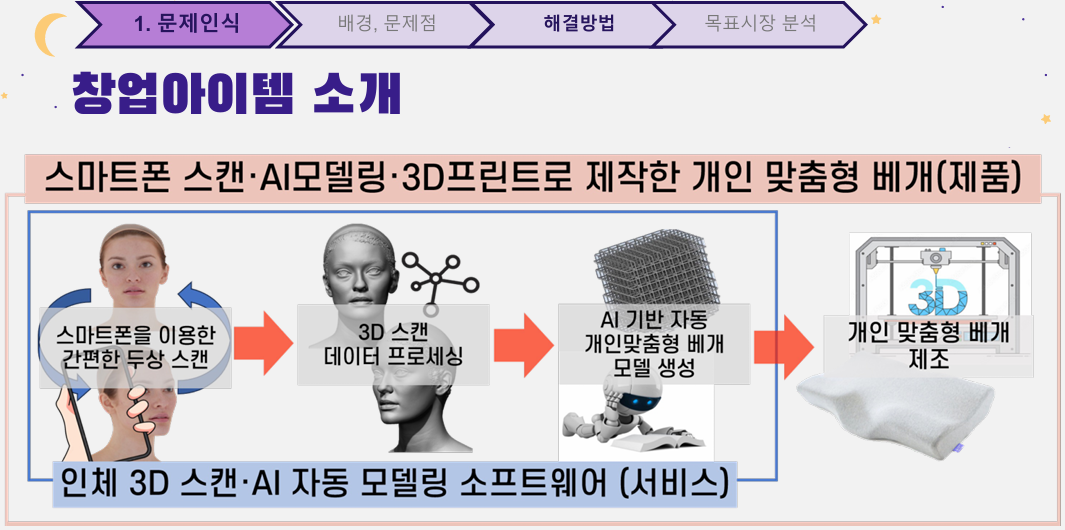 1. 문제인식
배경, 문제점
해결방법
목표시장 분석
창업아이템 소개
스마트폰 스캔·AI모델링·3D프린트로 제작한 개인 맞춤형 베개(제품)
스마트폰을 이용한
간편한 두상 스캔
3D 스캔
데이터 프로세싱
AI 기반 자동
개인맞춤형 베개
모델 생성
3D
개인 맞춤형 베개
제조
인체 3D 스캔·AI 자동 모델링 소프트웨어 (서비스)